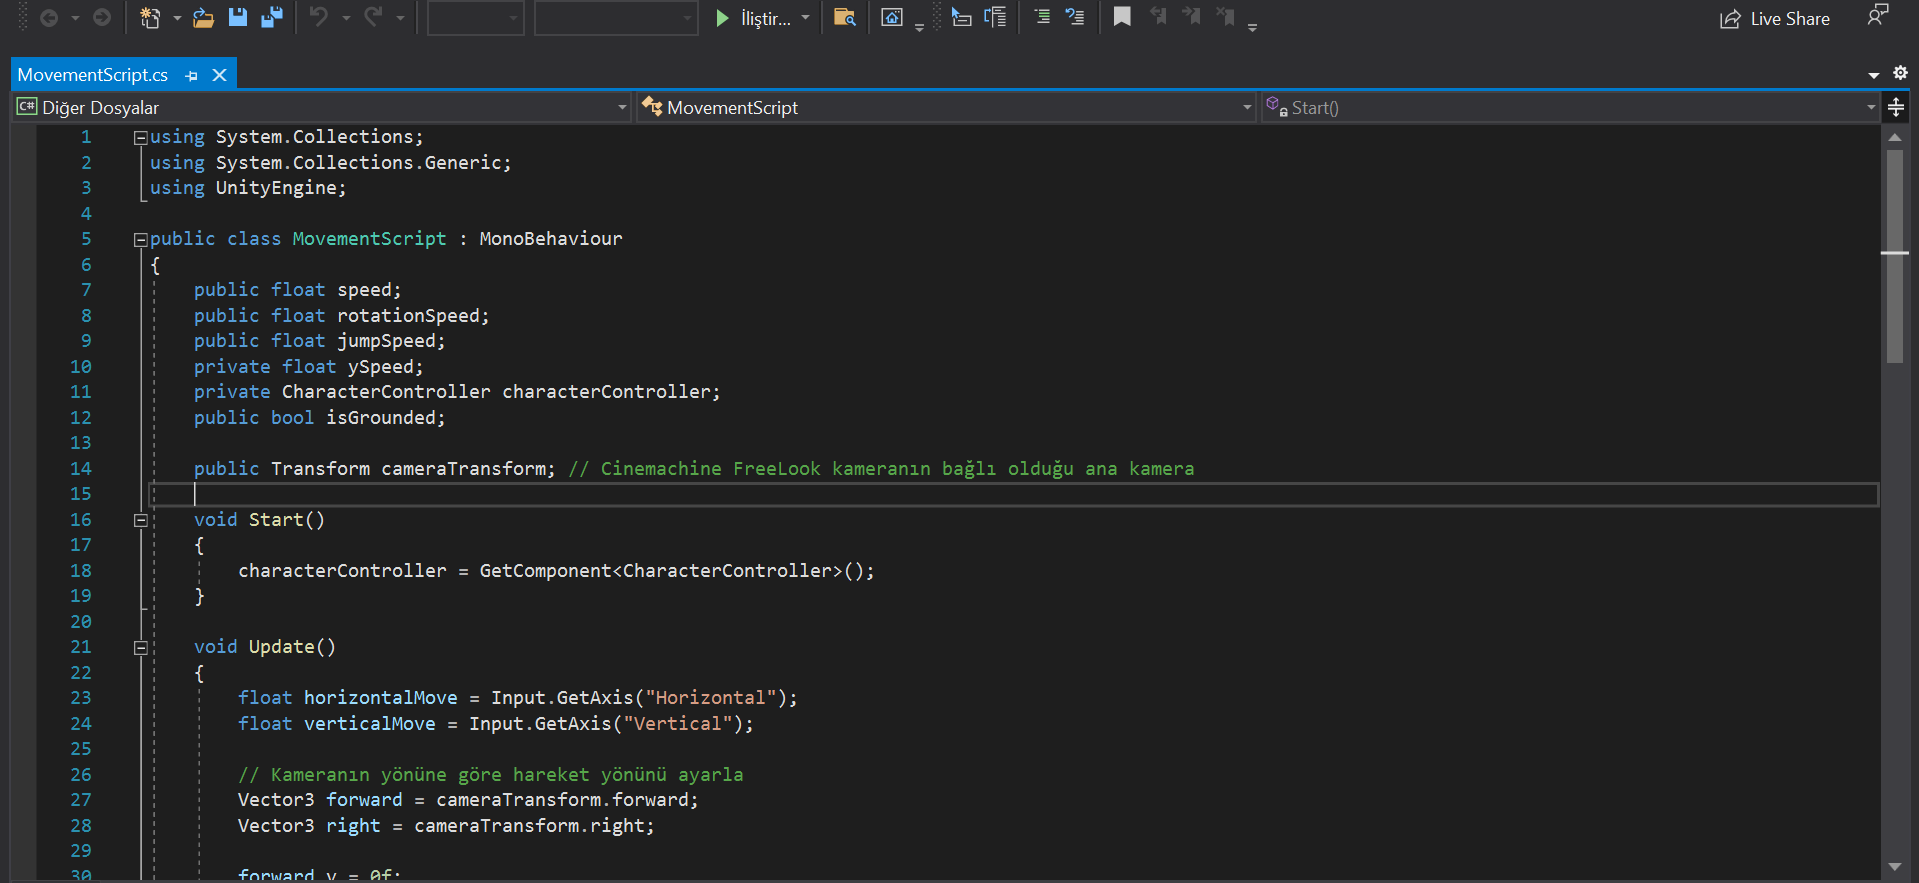 İliştir...
Live Share
MovementScript.cs
C# Diğer Dosyalar
MovementScript
Start()
1 using System.Collections;
2 using System.Collections.Generic;
3 using UnityEngine;
4
5 public class MovementScript : MonoBehaviour
6 {
7 public float speed;
8 public float rotationSpeed;
9 public float jumpSpeed;
10 private float ySpeed;
11 private CharacterController characterController;
12 public bool isGrounded;
13
14 public Transform cameraTransform; // Cinemachine FreeLook kameranın bağlı olduğu ana kamera
15
16 void Start()
17 {
18 characterController = GetComponent<CharacterController>();
19 }
20
21 void Update()
22 {
23 float horizontalMove = Input.GetAxis("Horizontal");
24 float verticalMove = Input.GetAxis("Vertical");
25
26 // Kameranın yönüne göre hareket yönünü ayarla
27 Vector3 forward = cameraTransform.forward;
28 Vector3 right = cameraTransform.right;
29
30 forward.y = 0f;